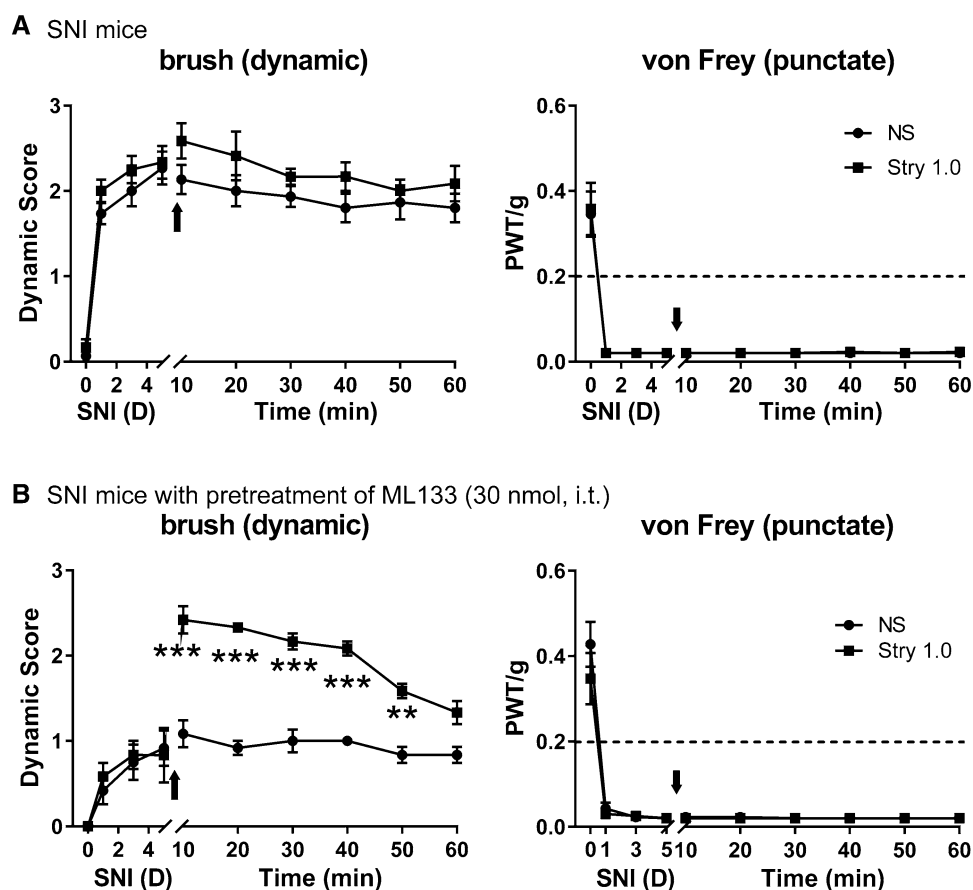 A SNI mice
brush (dynamic)
von Frey (punctate)
Dynamic Score
3
2
1
0
0 2 4 10 20 30 40 50 60
SNI (D) Time (min)
PWT/g
0.6
0.4
0.2
0.0
NS
Stry 1.0
0 2 4 10 20 30 40 50 60
SNI (D) Time (min)
B SNI mice with pretreatment of ML133 (30 nmol, i.t.)
brush (dynamic)
von Frey (punctate)
Dynamic Score
3
2
1
0
*** *** *** *** **
0 2 4 10 20 30 40 50 60
SNI (D) Time (min)
PWT/g
0.6
0.4
0.2
0.0
NS
Stry 1.0
0 1 3 5 10 20 30 40 50 60
SNI (D) Time (min)